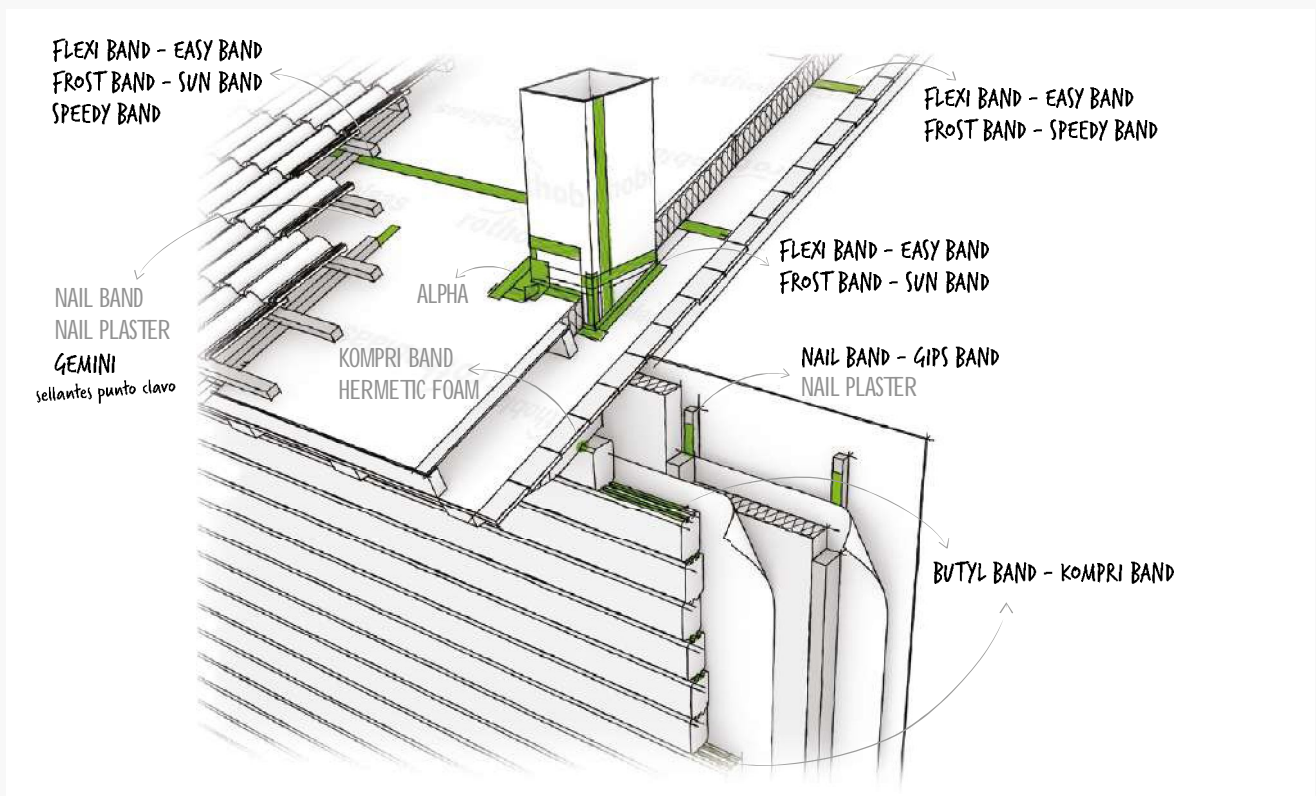 FLEXI BAND - EASY BAND
FROST BAND - SUN BAND
SPEEDY BAND
FLEXI BAND - EASY BAND
FROST BAND - SPEEDY BAND
FLEXI BAND - EASY BAND
FROST BAND - SUN BAND
NAIL BAND
NAIL PLASTER
GEMINI
sellantes punto clavo
ALPHA
KOMPRI BAND
HERMETIC FOAM
NAIL BAND - GIPS BAND
NAIL PLASTER
BUTYL BAND - KOMPRI BAND